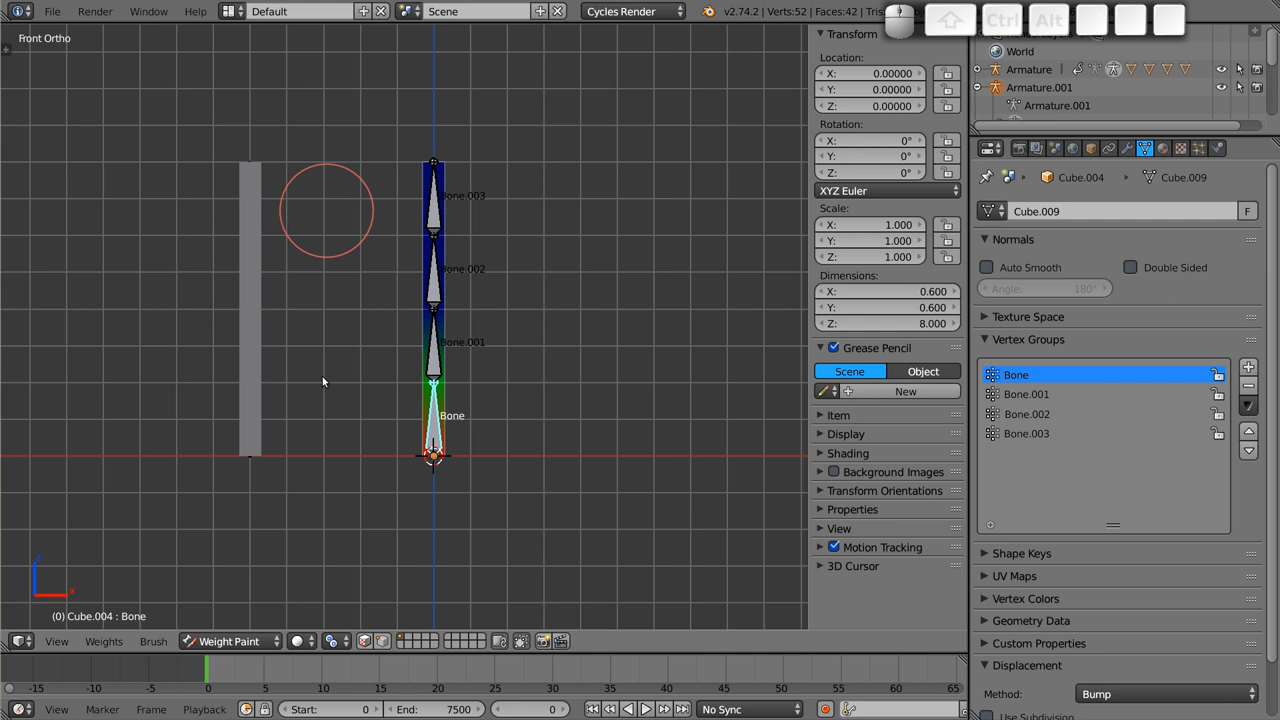 File Render Window Help Default Scene Cycles Render v2.74.2 | Verts:52 | Faces:42 | Tris
Ctrl Alt
Front Ortho
Bone.003
Bone.002
Bone.001
Bone
z
x
(0) Cube.004 : Bone
Transform
Location:
X: 0.00000
Y: 0.00000
Z: 0.00000
Rotation:
X: 0°
Y: 0°
Z: 0°
XYZ Euler
Scale:
X: 1.000
Y: 1.000
Z: 1.000
Dimensions:
X: 0.600
Y: 0.600
Z: 8.000
Grease Pencil
Scene Object
New
Item
Display
Shading
Background Images
Transform Orientations
Properties
View
Motion Tracking
3D Cursor
World
Armature
Armature.001
Armature.001
Cube.004 Cube.009
Cube.009 F
Normals
Auto Smooth Double Sided
Angle: 180°
Texture Space
Vertex Groups
Bone
Bone.001
Bone.002
Bone.003
Shape Keys
UV Maps
Vertex Colors
Geometry Data
Custom Properties
Displacement
Method: Bump
View Weights Brush Weight Paint
-15 -10 -5 0 5 10 15 20 25 30 35 40 45 50 55 60 65
View Marker Frame Playback Start: 0 End: 7500 0 No Sync